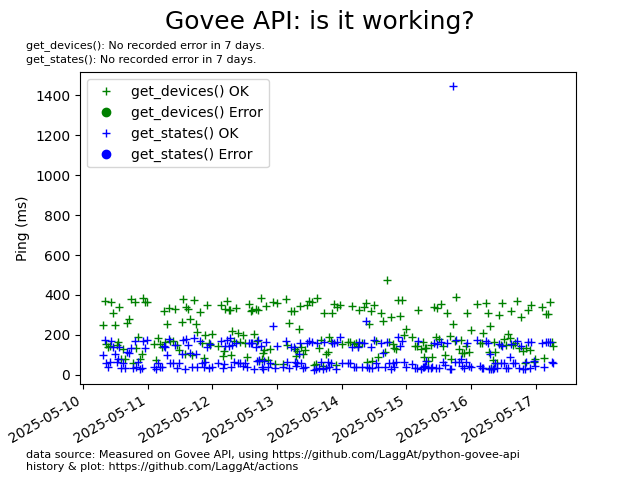 Govee API: is it working?
get_devices(): No recorded error in 7 days.
get_states(): No recorded error in 7 days.
get_devices() OK
get_devices() Error
get_states() OK
get_states() Error
Ping (ms)
1400
1200
1000
800
600
400
200
0
2025-05-10
2025-05-11
2025-05-12
2025-05-13
2025-05-14
2025-05-15
2025-05-16
2025-05-17
data source: Measured on Govee API, using https://github.com/LaggAt/python-govee-api
history & plot: https://github.com/LaggAt/actions